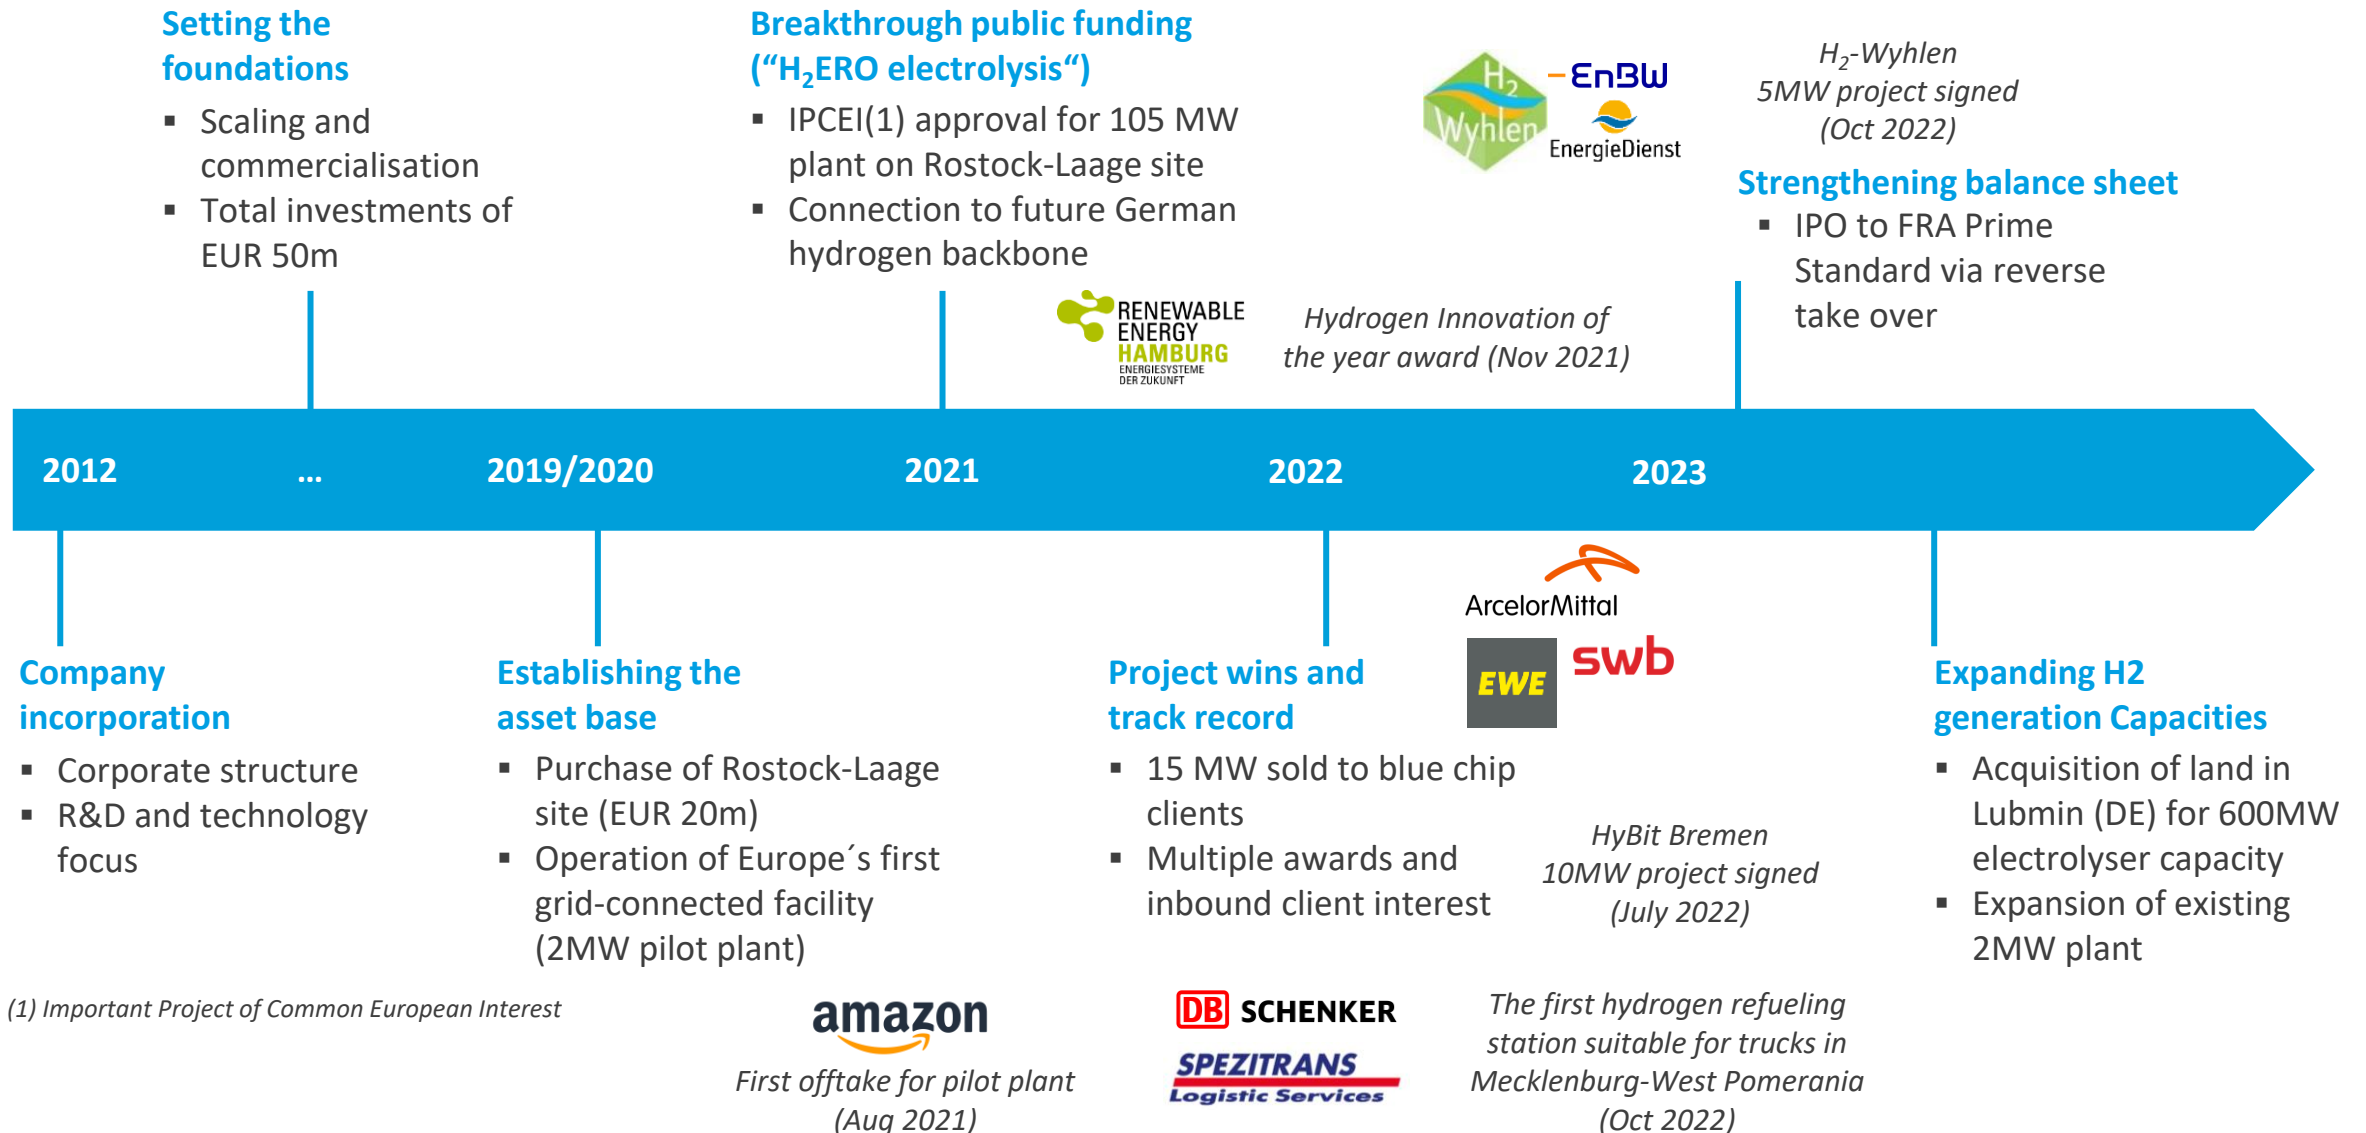 Setting the
foundations
▪ Scaling and
commercialisation
▪ Total investments of
EUR 50m
Breakthrough public funding
(“H₂ERO electrolysis“)
▪ IPCEI(1) approval for 105 MW
plant on Rostock-Laage site
▪ Connection to future German
hydrogen backbone
H₂
Wyhlen
EnBW
EnergieDienst
H₂-Wyhlen
5MW project signed
(Oct 2022)
Strengthening balance sheet
▪ IPO to FRA Prime
Standard via reverse
take over
RENEWABLE
ENERGY
HAMBURG
ENERGIESYSTEME
DER ZUKUNFT
Hydrogen Innovation of
the year award (Nov 2021)
2012 ... 2019/2020 2021 2022 2023
Company
incorporation
▪ Corporate structure
▪ R&D and technology
focus
Establishing the
asset base
▪ Purchase of Rostock-Laage
site (EUR 20m)
▪ Operation of Europe´s first
grid-connected facility
(2MW pilot plant)
Project wins and
track record
▪ 15 MW sold to blue chip
clients
▪ Multiple awards and
inbound client interest
ArcelorMittal
EWE
swb
HyBit Bremen
10MW project signed
(July 2022)
Expanding H2
generation Capacities
▪ Acquisition of land in
Lubmin (DE) for 600MW
electrolyser capacity
▪ Expansion of existing
2MW plant
(1) Important Project of Common European Interest
amazon
First offtake for pilot plant
(Aug 2021)
DB SCHENKER
SPEZITRANS
Logistic Services
The first hydrogen refueling
station suitable for trucks in
Mecklenburg-West Pomerania
(Oct 2022)